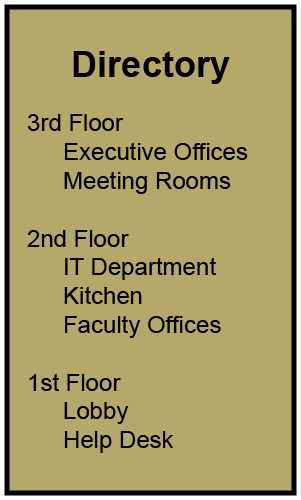 Directory
3rd Floor
Executive Offices
Meeting Rooms
2nd Floor
IT Department
Kitchen
Faculty Offices
1st Floor
Lobby
Help Desk